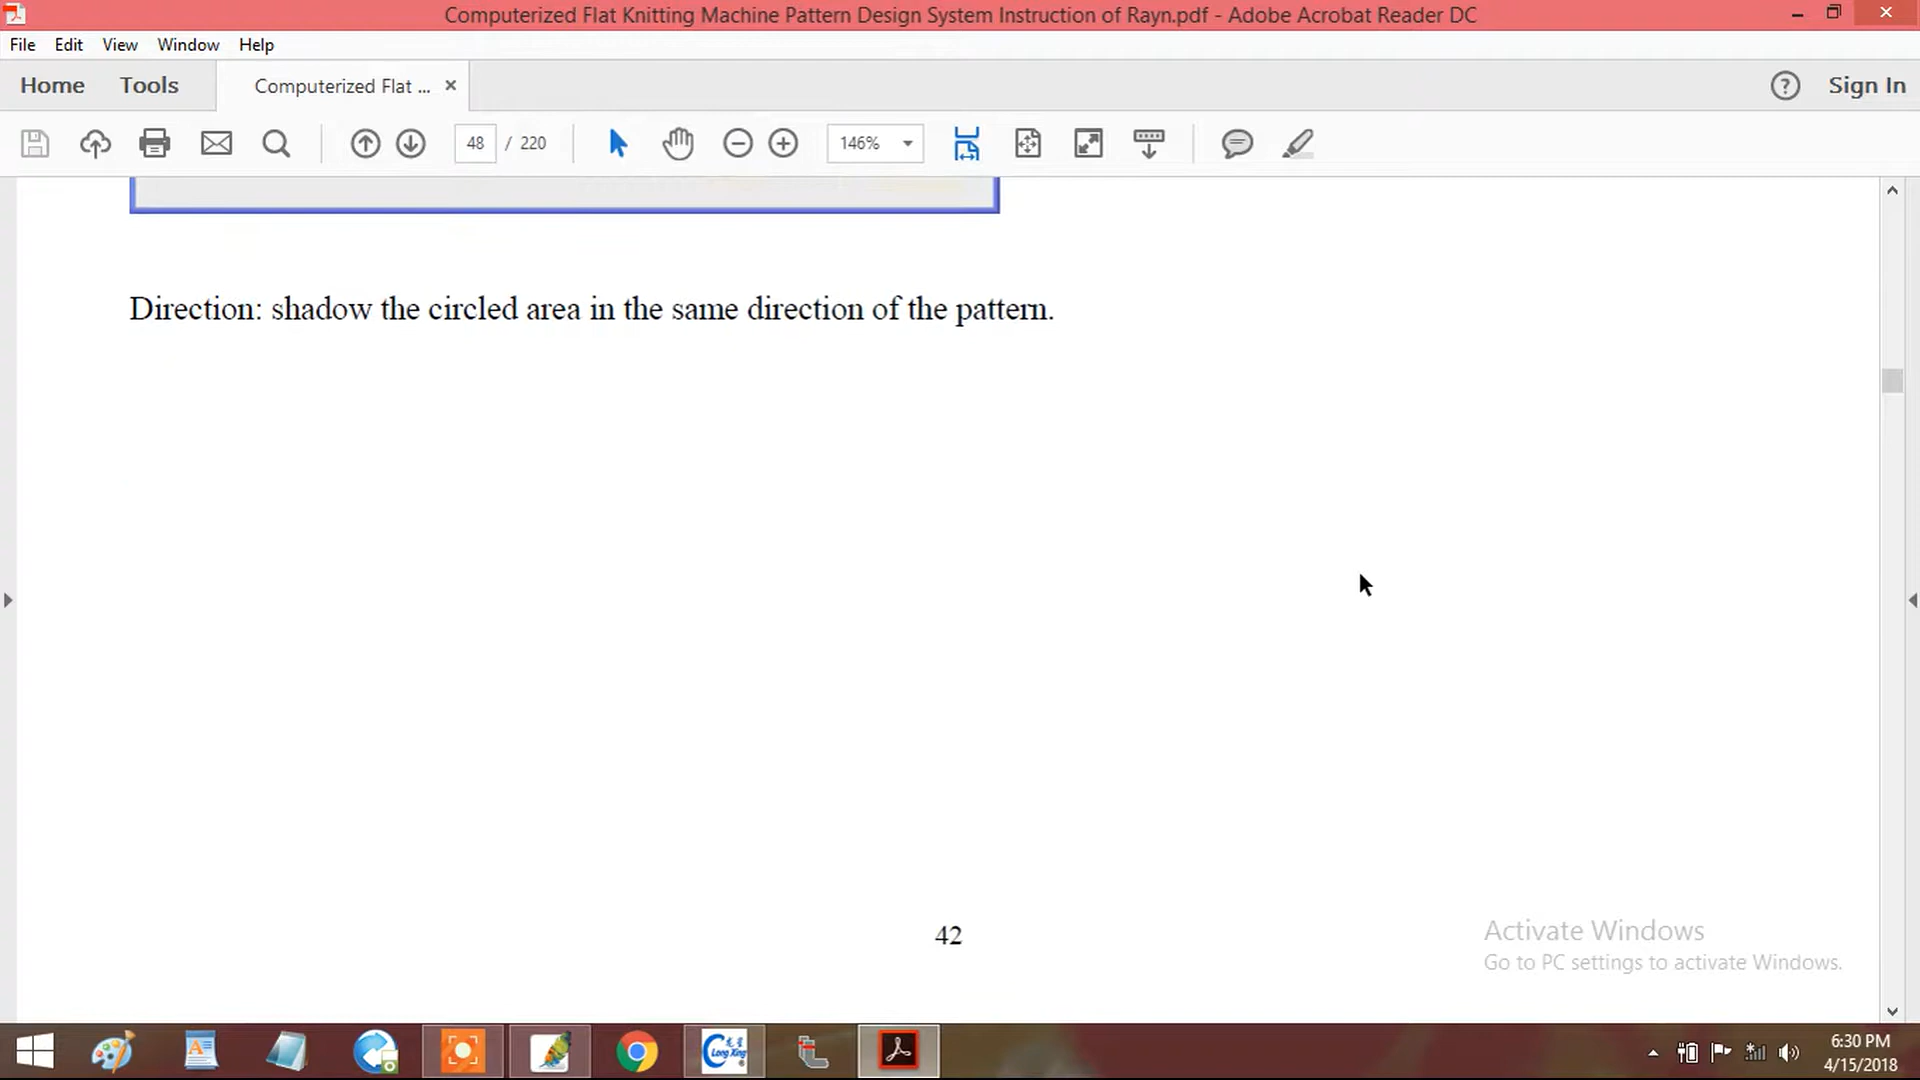 Computerized Flat Knitting Machine Pattern Design System Instruction of Rayn.pdf - Adobe Acrobat Reader DC
File Edit View Window Help
Home Tools Computerized Flat ... Sign In
48 / 220 146%
Direction: shadow the circled area in the same direction of the pattern.
42
Activate Windows
Go to PC settings to activate Windows.
Long Xing
6:30 PM
4/15/2018